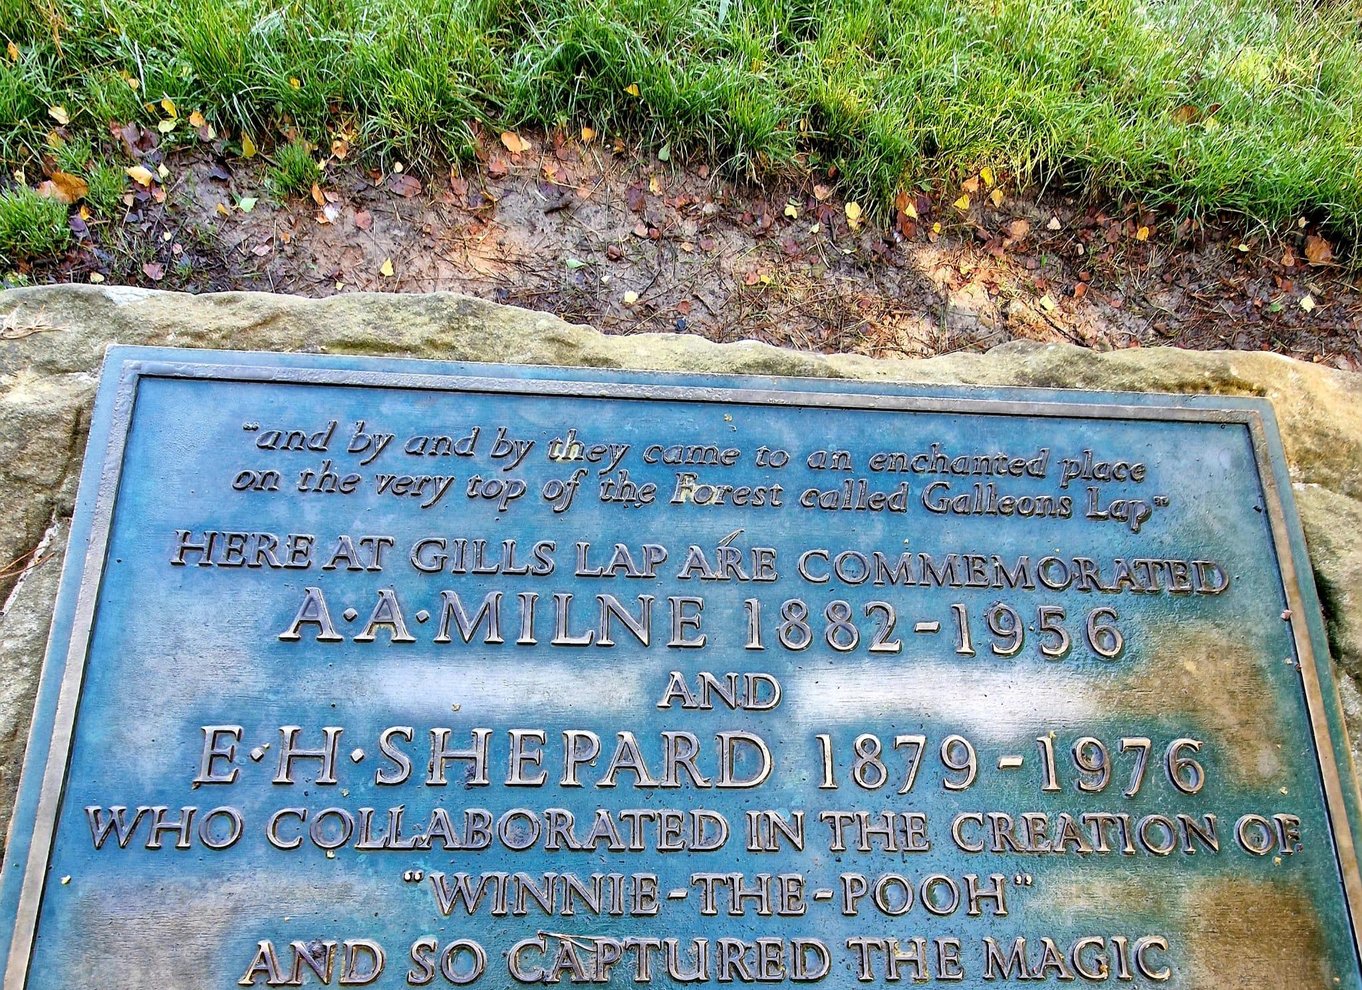 "and by and by they came to an enchanted place
on the very top of the Forest called Galleons Lap"
HERE AT GILLS LAP ARE COMMEMORATED
A·A·MILNE 1882-1956
AND
E·H·SHEPARD 1879-1976
WHO COLLABORATED IN THE CREATION OF
"WINNIE-THE-POOH"
AND SO CAPTURED THE MAGIC